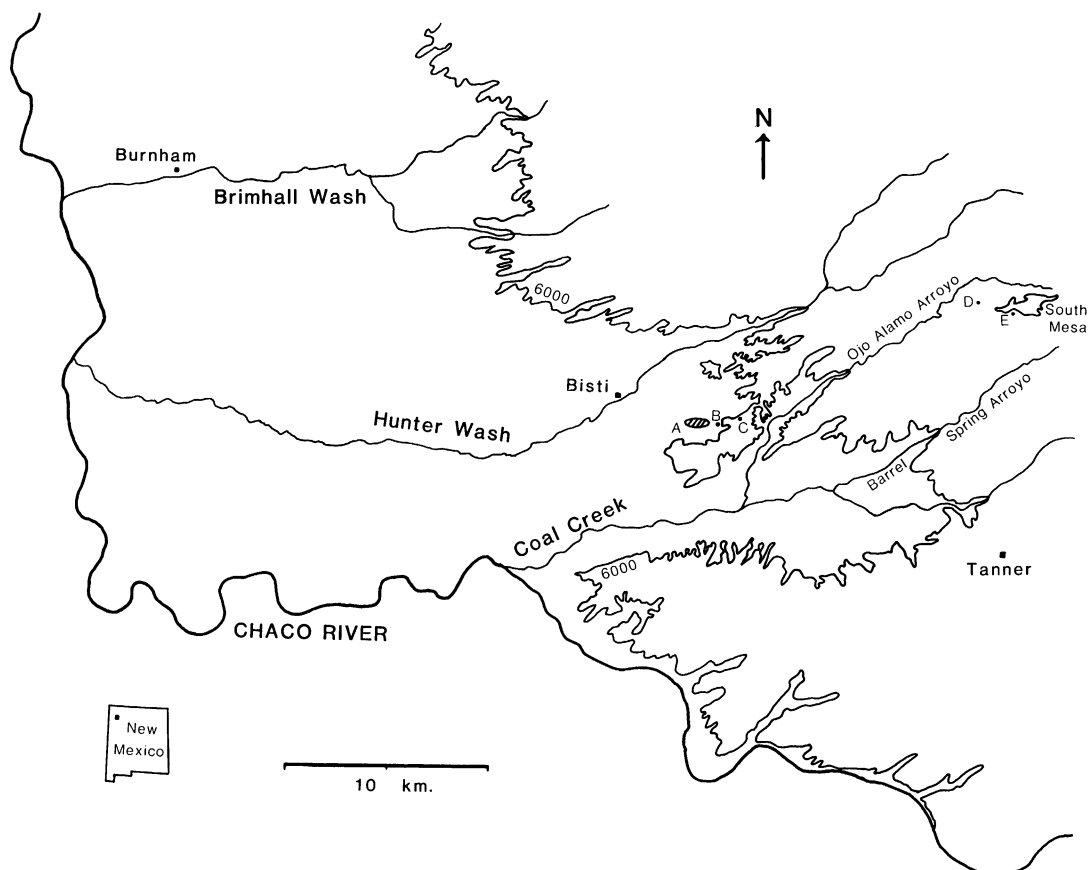 N
Burnham
Brimhall Wash
6000
Ojo Alamo Arroyo
D
E
South
Mesa
Bisti
Hunter Wash
A
B
C
Spring Arroyo
Barrel
Coal Creek
6000
Tanner
CHACO RIVER
New
Mexico
10 km.